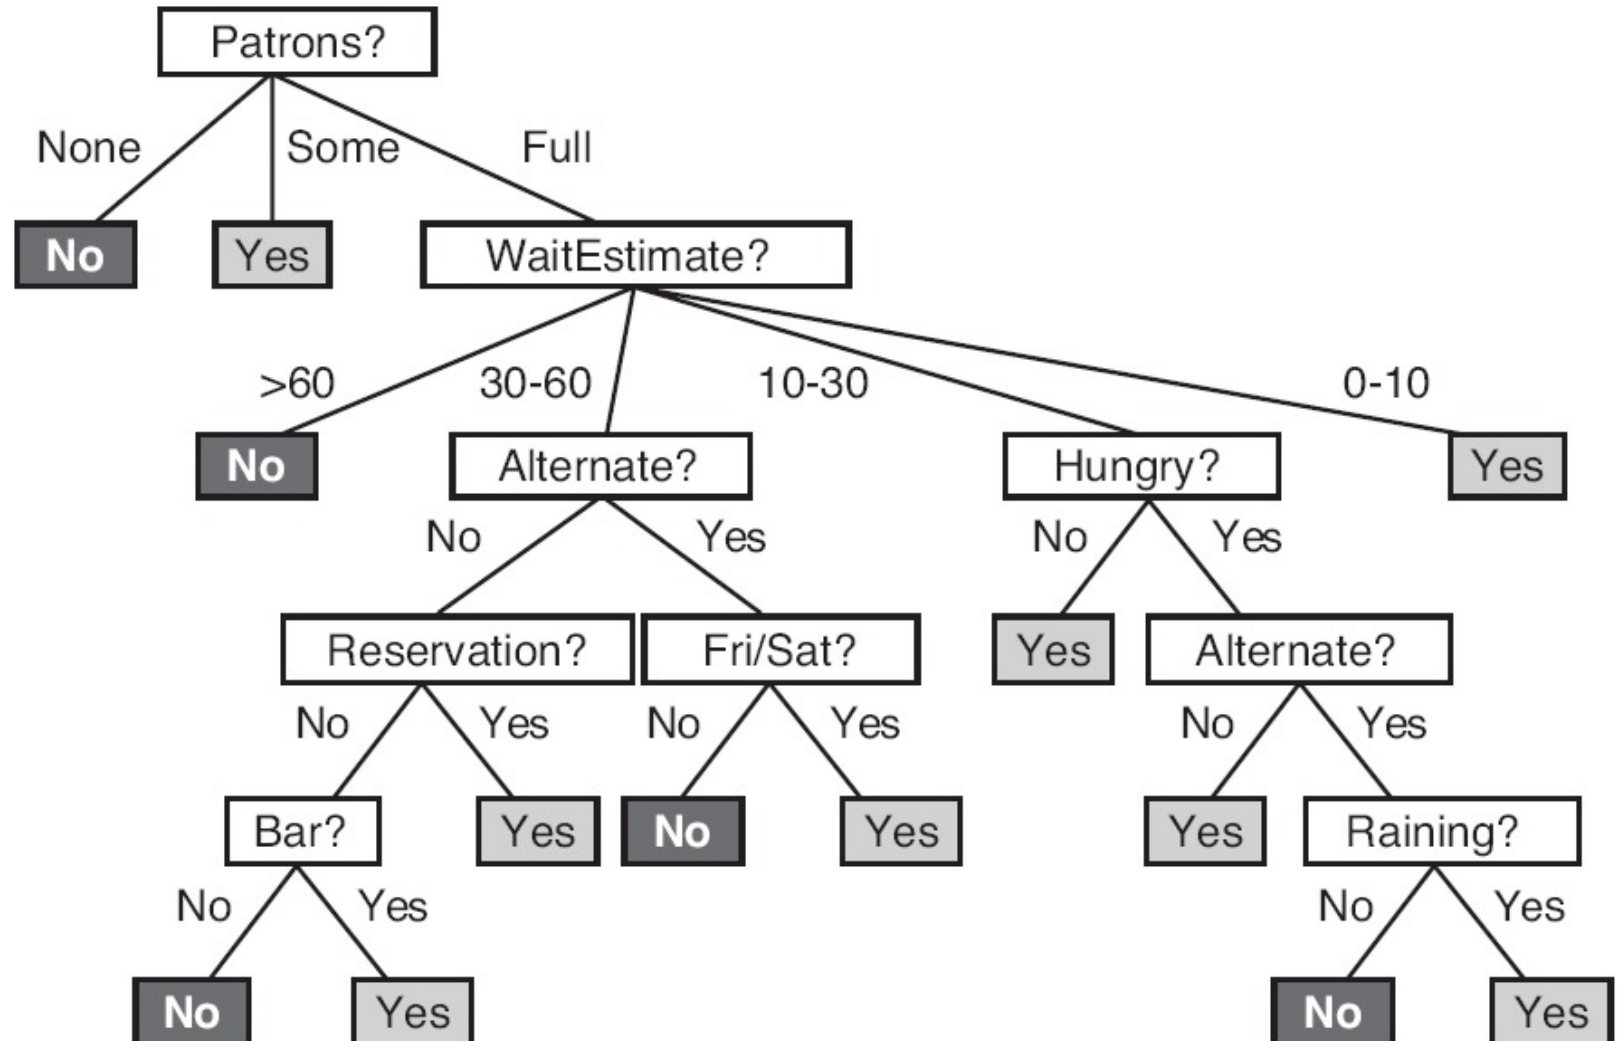 Patrons?
None Some Full
No Yes WaitEstimate?
>60 30-60 10-30 0-10
No Alternate? Hungry? Yes
No Yes No Yes
Reservation? Fri/Sat? Yes Alternate?
No Yes No Yes No Yes
Bar? Yes No Yes Yes Raining?
No Yes No Yes
No Yes No Yes